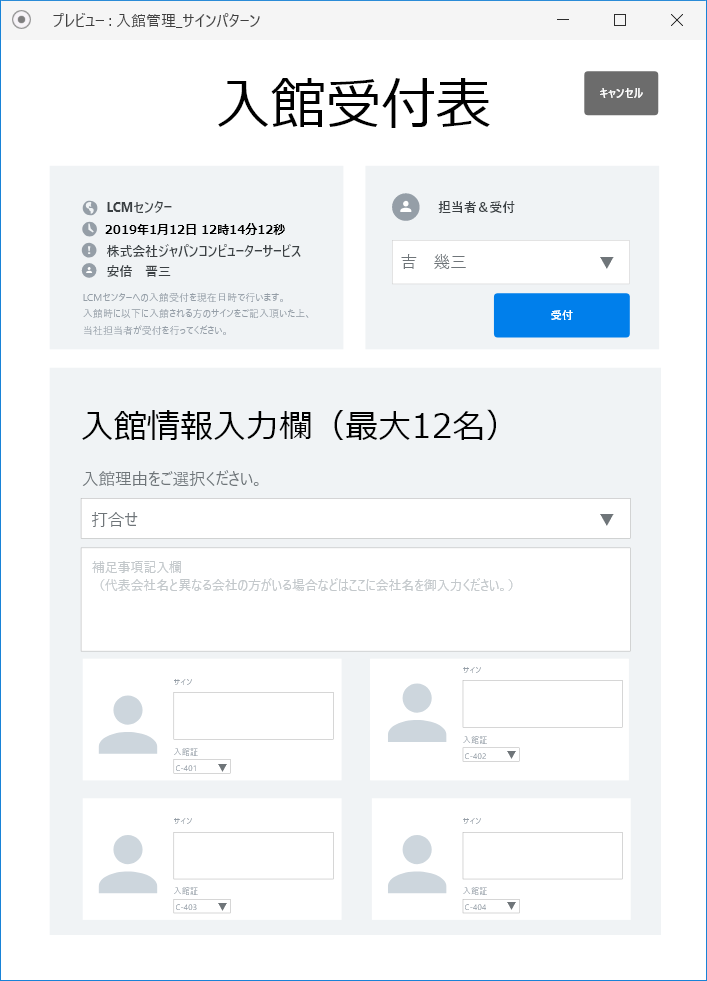 プレビュー : 入館管理_サインパターン
入館受付表
キャンセル
LCMセンター
2019年1月12日 12時14分12秒
株式会社ジャパンコンピューターサービス
安倍　晋三
LCMセンターへの入館受付を現在日時で行います。
入館時に以下に入館される方のサインをご記入頂いた上、
当社担当者が受付を行ってください。
担当者＆受付
吉　幾三
受付
入館情報入力欄（最大12名）
入館理由をご選択ください。
打合せ
補足事項記入欄
（代表会社名と異なる会社の方がいる場合などはここに会社名を御入力ください。）
サイン
入館証
C-401
サイン
入館証
C-402
サイン
入館証
C-403
サイン
入館証
C-404